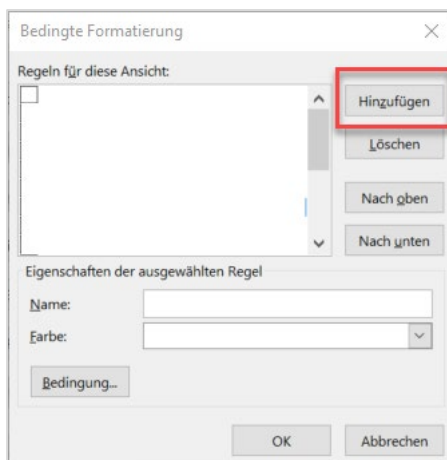 Bedingte Formatierung
Regeln für diese Ansicht:
Hinzufügen
Löschen
Nach oben
Nach unten
Eigenschaften der ausgewählten Regel
Name:
Farbe:
Bedingung...
OK Abbrechen